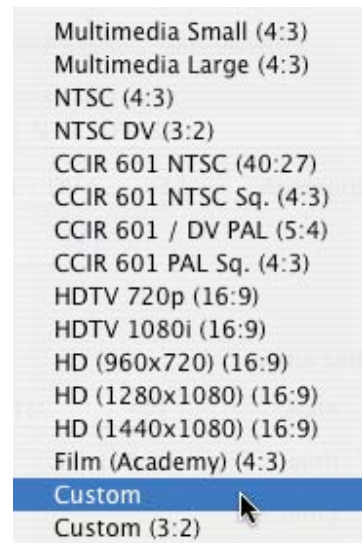 Multimedia Small (4:3)
Multimedia Large (4:3)
NTSC (4:3)
NTSC DV (3:2)
CCIR 601 NTSC (40:27)
CCIR 601 NTSC Sq. (4:3)
CCIR 601 / DV PAL (5:4)
CCIR 601 PAL Sq. (4:3)
HDTV 720p (16:9)
HDTV 1080i (16:9)
HD (960x720) (16:9)
HD (1280x1080) (16:9)
HD (1440x1080) (16:9)
Film (Academy) (4:3)
Custom
Custom (3:2)